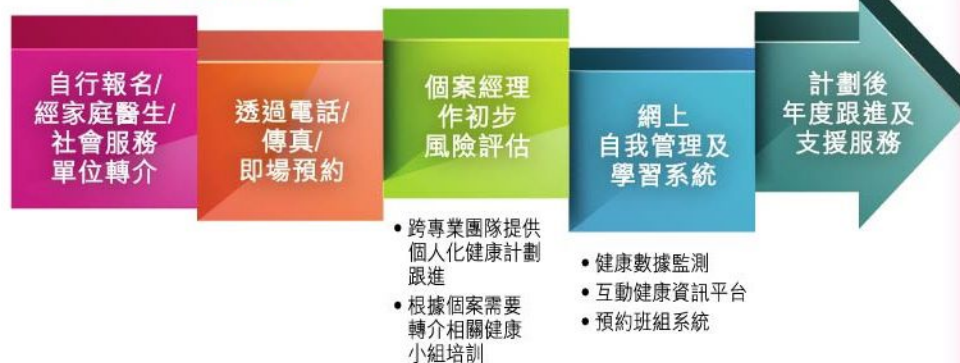 自行報名/
經家庭醫生/
社會服務
單位轉介
透過電話/
傳真/
即場預約
個案經理
作初步
風險評估
• 跨專業團隊提供
個人化健康計劃
跟進
• 根據個案需要
轉介相關健康
小組培訓
網上
自我管理及
學習系統
• 健康數據監測
• 互動健康資訊平台
• 預約班組系統
計劃後
年度跟進及
支援服務